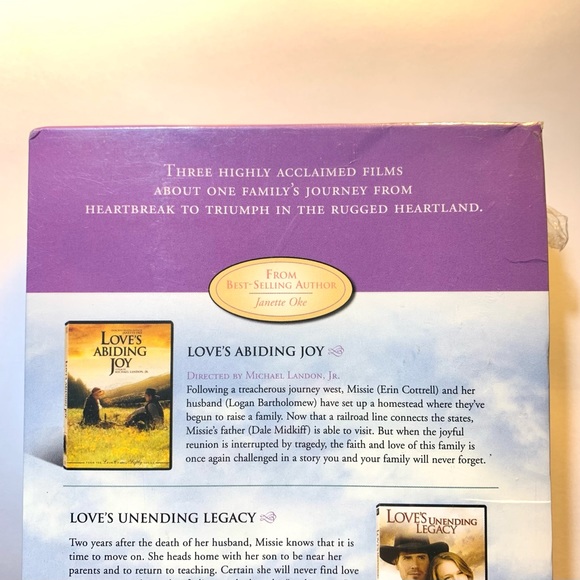 Three highly acclaimed films
about one family's journey from
heartbreak to triumph in the rugged heartland.
From
Best-Selling Author
Janette Oke
LOVE'S
ABIDING
JOY
LOVE'S ABIDING JOY
Directed by Michael Landon, Jr.
Following a treacherous journey west, Missie (Erin Cottrell) and her
husband (Logan Bartholomew) have set up a homestead where they've
begun to raise a family. Now that a railroad line connects the states,
Missie's father (Dale Midkiff) is able to visit. But when the joyful
reunion is interrupted by tragedy, the faith and love of this family is
once again challenged in a story you and your family will never forget.
LOVE'S UNENDING LEGACY
LOVE'S UNENDING
LEGACY
Two years after the death of her husband, Missie knows that it is
time to move on. She heads home with her son to be near her
parents and to return to teaching. Certain she will never find love